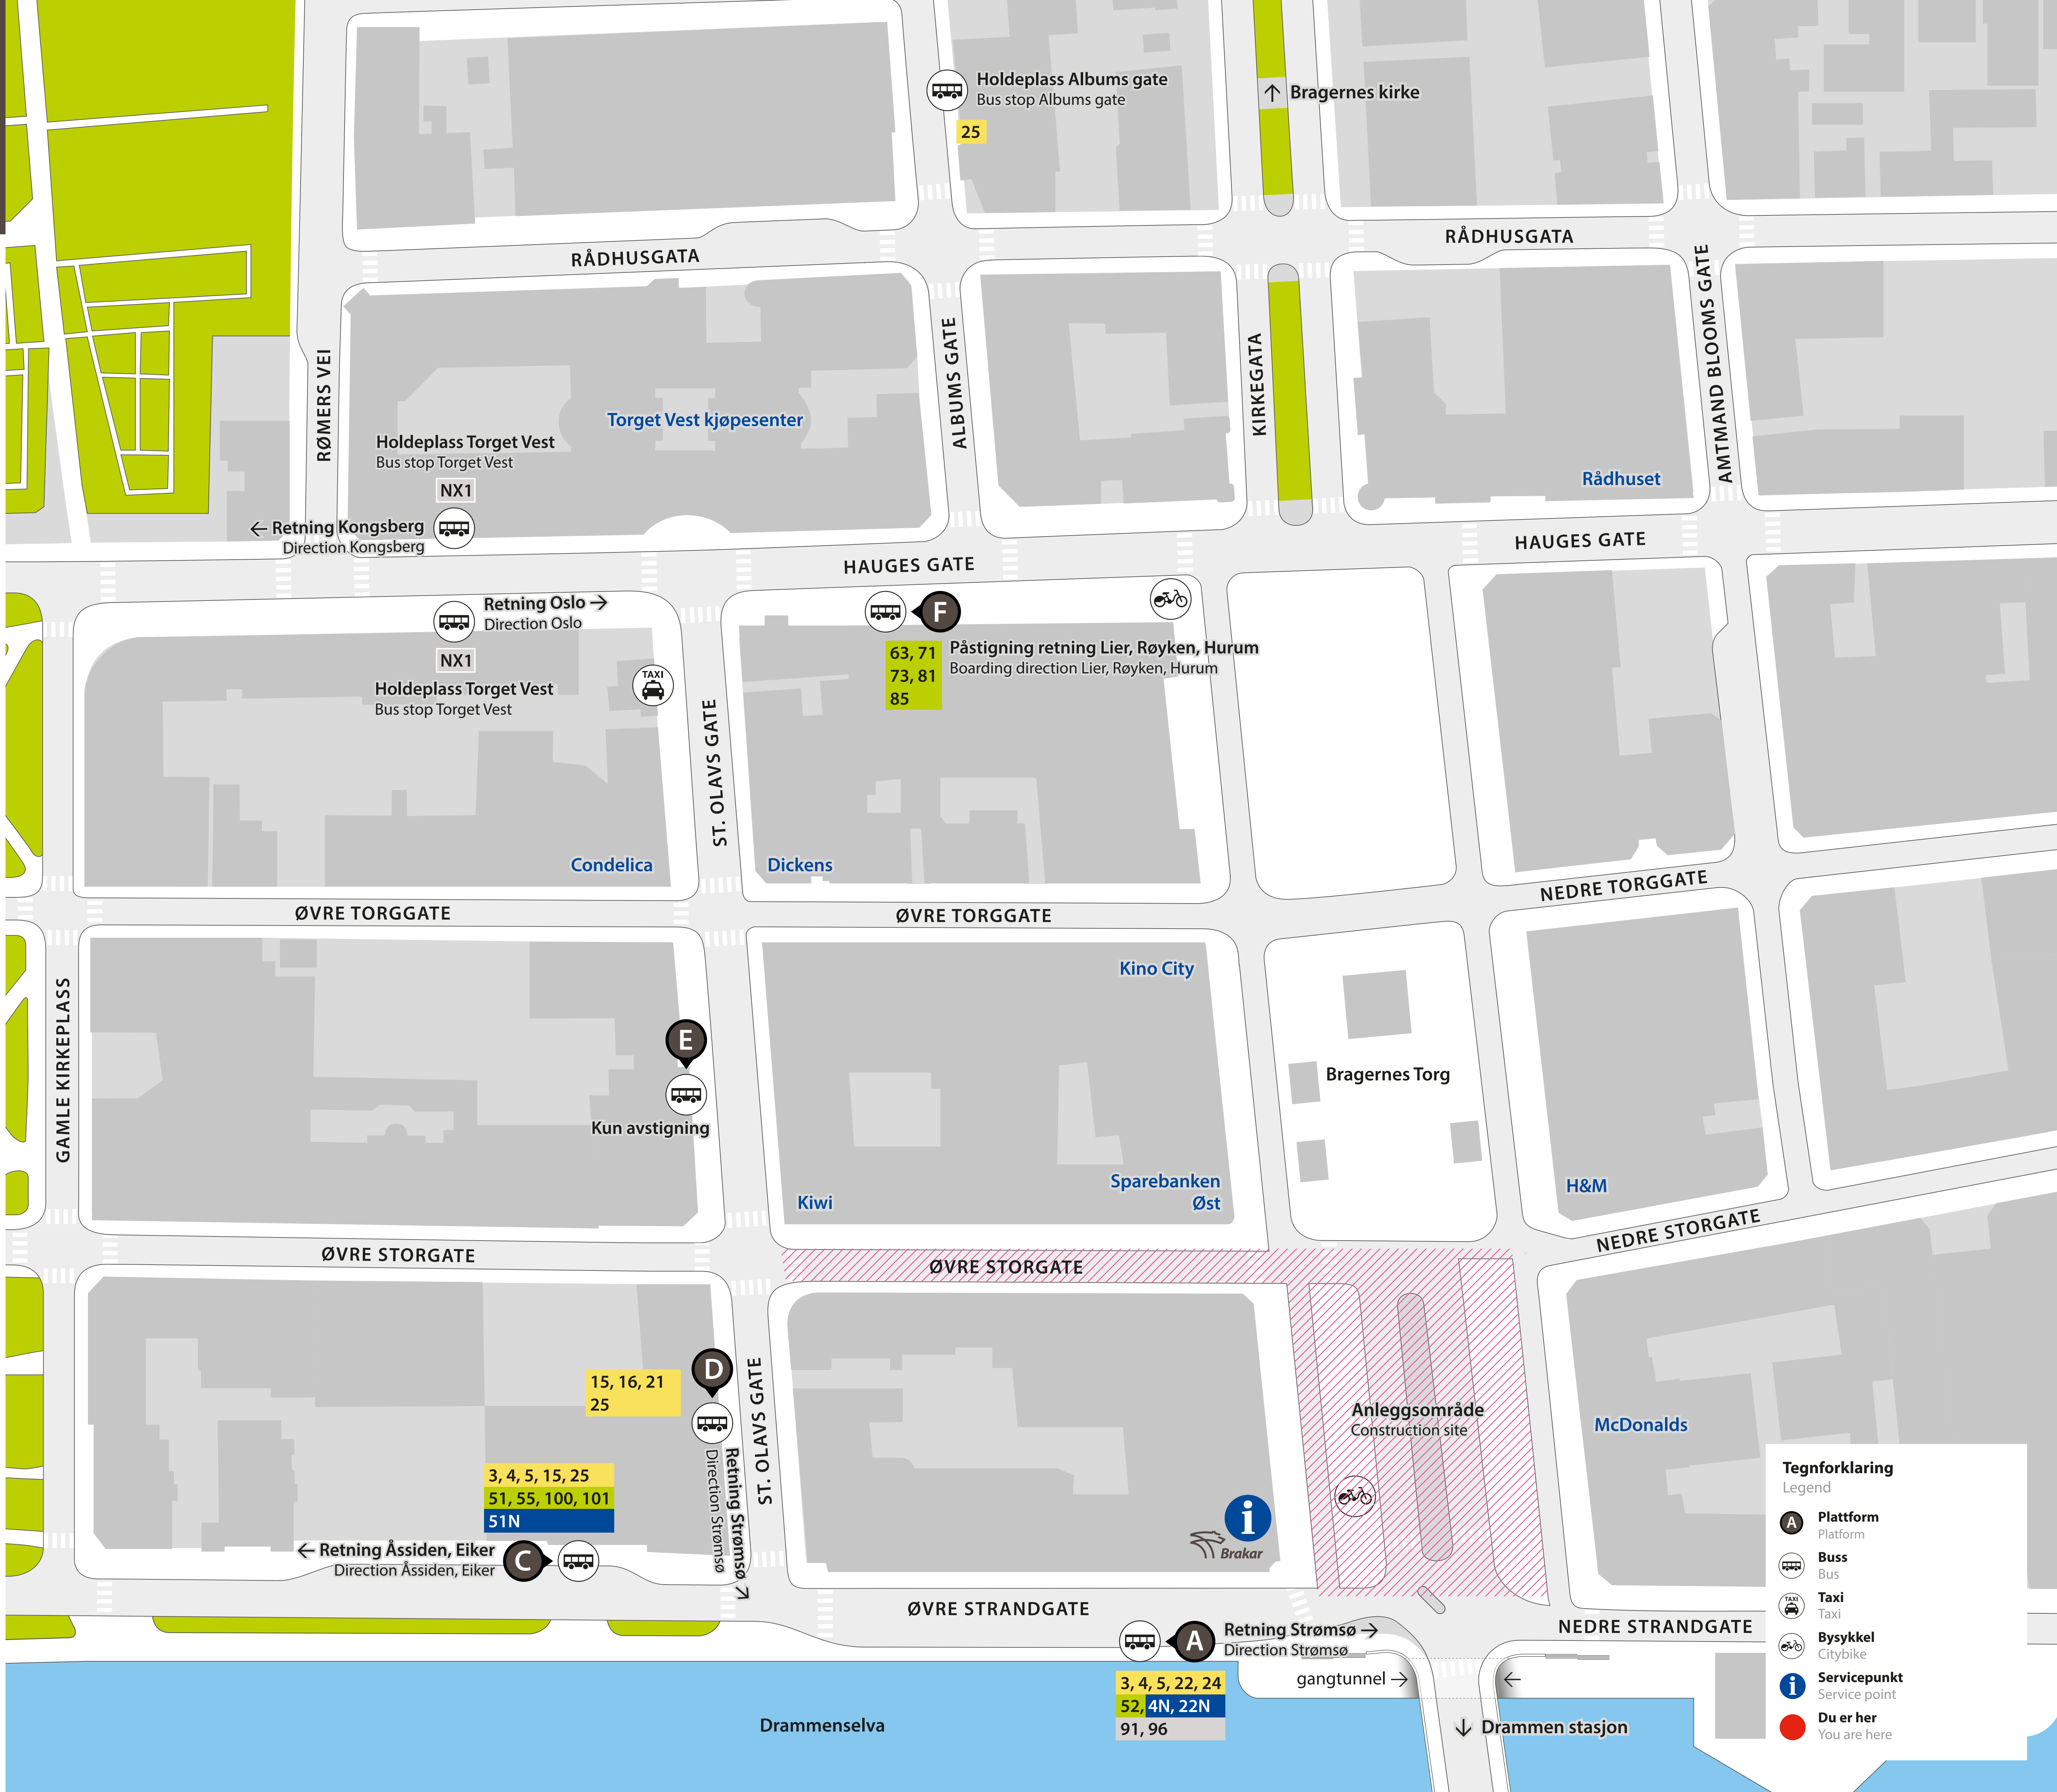 Holdeplass Albums gate
Bus stop Albums gate
25
↑ Bragernes kirke
RÅDHUSGATA
RÅDHUSGATA
RØMERS VEI
ALBUMS GATE
KIRKEGATA
AMTMAND BLOOMS GATE
Torget Vest kjøpesenter
Holdeplass Torget Vest
Bus stop Torget Vest
NX1
← Retning Kongsberg
Direction Kongsberg
Rådhuset
HAUGES GATE
HAUGES GATE
Retning Oslo →
Direction Oslo
NX1
Holdeplass Torget Vest
Bus stop Torget Vest
TAXI
F
63, 71
73, 81
85
Påstigning retning Lier, Røyken, Hurum
Boarding direction Lier, Røyken, Hurum
ST. OLAVS GATE
Condelica
Dickens
NEDRE TORGGATE
ØVRE TORGGATE
ØVRE TORGGATE
GAMLE KIRKEPLASS
Kino City
E
Kun avstigning
Bragernes Torg
Kiwi
Sparebanken
Øst
H&M
NEDRE STORGATE
ØVRE STORGATE
ØVRE STORGATE
D
15, 16, 21
25
Retning Strømsø →
Direction Strømsø
ST. OLAVS GATE
Anleggsområde
Construction site
McDonalds
3, 4, 5, 15, 25
51, 55, 100, 101
51N
← Retning Åssiden, Eiker
Direction Åssiden, Eiker
C
i
Brakar
ØVRE STRANDGATE
NEDRE STRANDGATE
A
Retning Strømsø →
Direction Strømsø
3, 4, 5, 22, 24
52, 4N, 22N
91, 96
gangtunnel →
←
Drammenselva
↓ Drammen stasjon
Tegnforklaring
Legend
A
Plattform
Platform
Buss
Bus
TAXI
Taxi
Taxi
Bysykkel
Citybike
i
Servicepunkt
Service point
Du er her
You are here